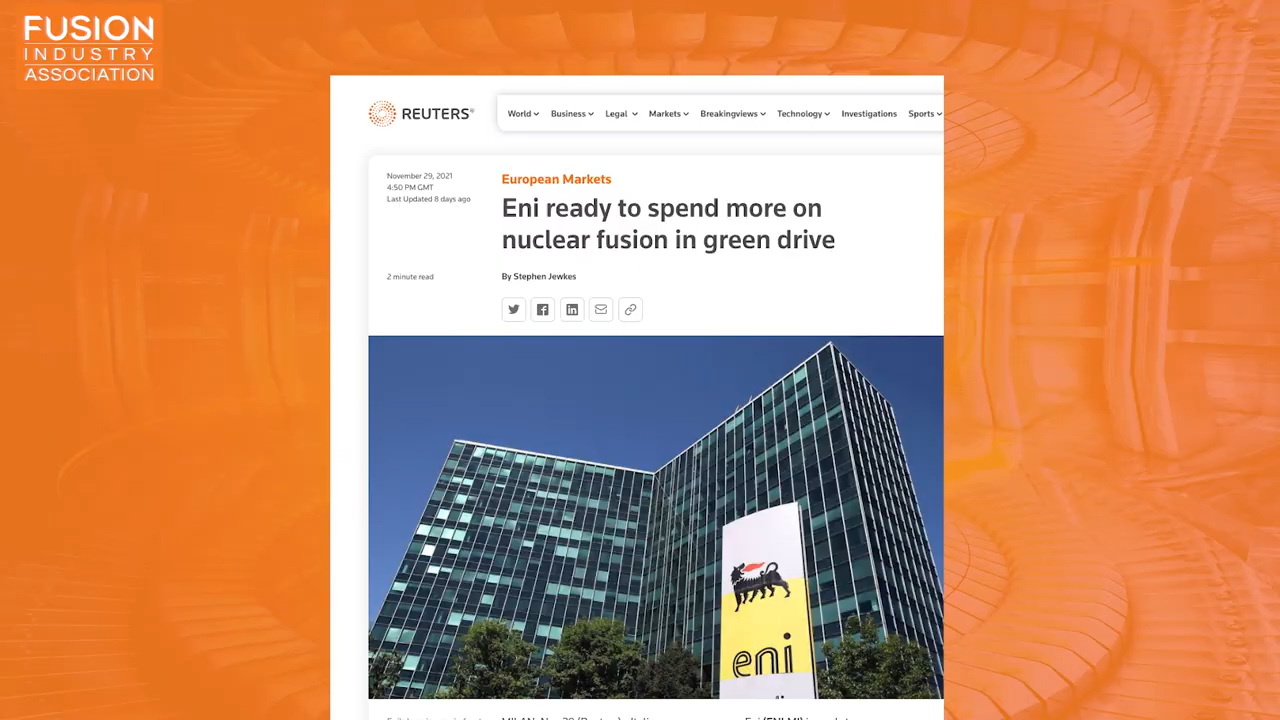 FUSION
INDUSTRY
ASSOCIATION
REUTERS®
World Business Legal Markets Breakingviews Technology Investigations Sports
November 29, 2021
4:50 PM GMT
Last Updated 8 days ago
European Markets
Eni ready to spend more on
nuclear fusion in green drive
2 minute read
By Stephen Jewkes
eni